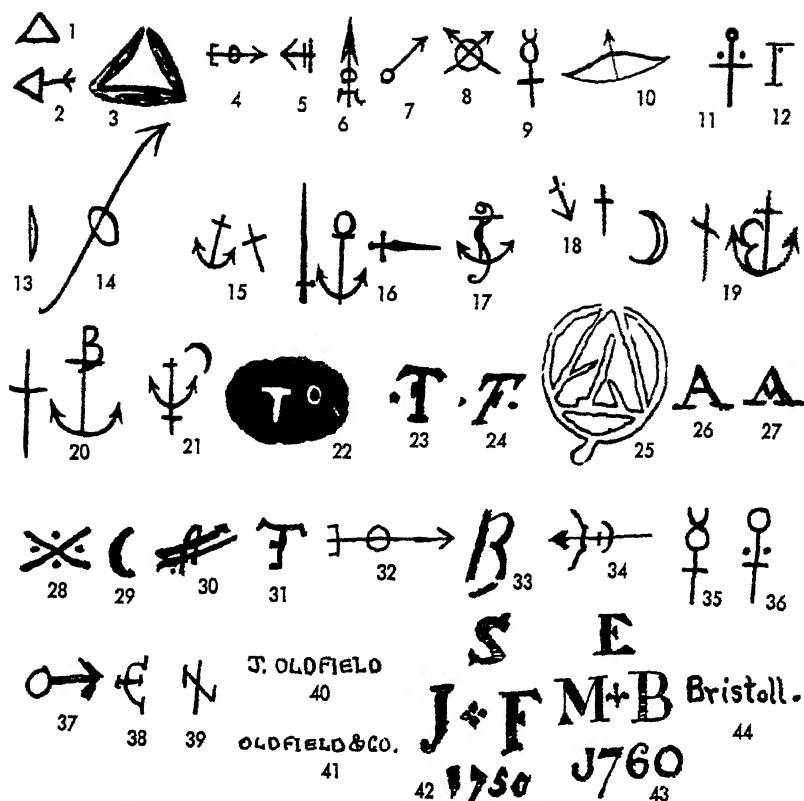 1
2 3 4 5 6 7 8 9 10 11 12
13 14 15 16 17 18 19
B
20 21
T O
22
T
23
T.
24
A
25
A
26
A
27
28 29 30 31
B
33
32 34 35 36
37 38 39
J. OLDFIELD
40
OLDFIELD&CO.
41
S
J F
42 1750
E
M+B
J760
43
Bristoll.
44